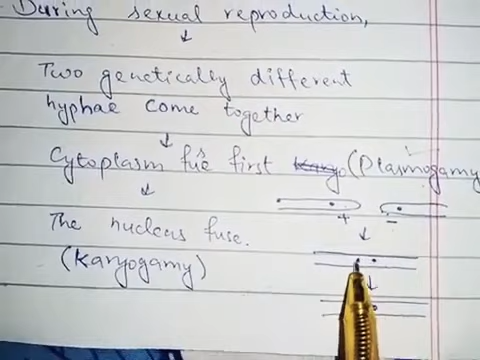 During sexual reproduction,
↓
Two genetically different
hyphae come together
↓
Cytoplasm fuse first (Plasmogamy
↓
The nucleus fuse.
(Karyogamy)
+ −
↓
↓